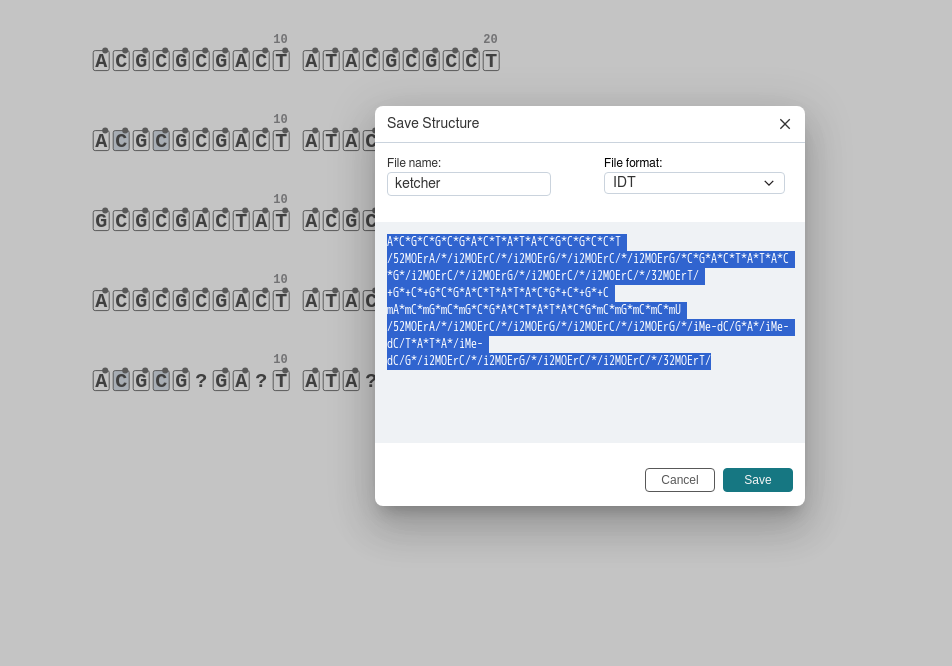 10 20
ACGCGCGACT ATACGCGCCT
10
ACGCGCGACT ATAC
10
GCGCGACTAT ACGC
10
ACGCGCGACT ATAC
10
ACGCG?GA?T ATA?
Save Structure
File name: File format:
ketcher IDT
A*C*G*C*G*C*G*A*C*T*A*T*A*C*G*C*G*C*C*T
/52MOErA/*/i2MOErC/*/i2MOErG/*/i2MOErC/*/i2MOErG/*C*G*A*C*T*A*T*A*C
*G*/i2MOErC/*/i2MOErG/*/i2MOErC/*/i2MOErC/*/32MOErT/
+G*+C*+G*C*G*A*C*T*A*T*A*C*G*+C*+G*+C
mA*mC*mG*mC*mG*C*G*A*C*T*A*T*A*C*G*mC*mG*mC*mC*mU
/52MOErA/*/i2MOErC/*/i2MOErG/*/i2MOErC/*/i2MOErG/*/iMe-dC/G*A*/iMe-
dC/T*A*T*A*/iMe-
dC/G*/i2MOErC/*/i2MOErG/*/i2MOErC/*/i2MOErC/*/32MOErT/
Cancel Save